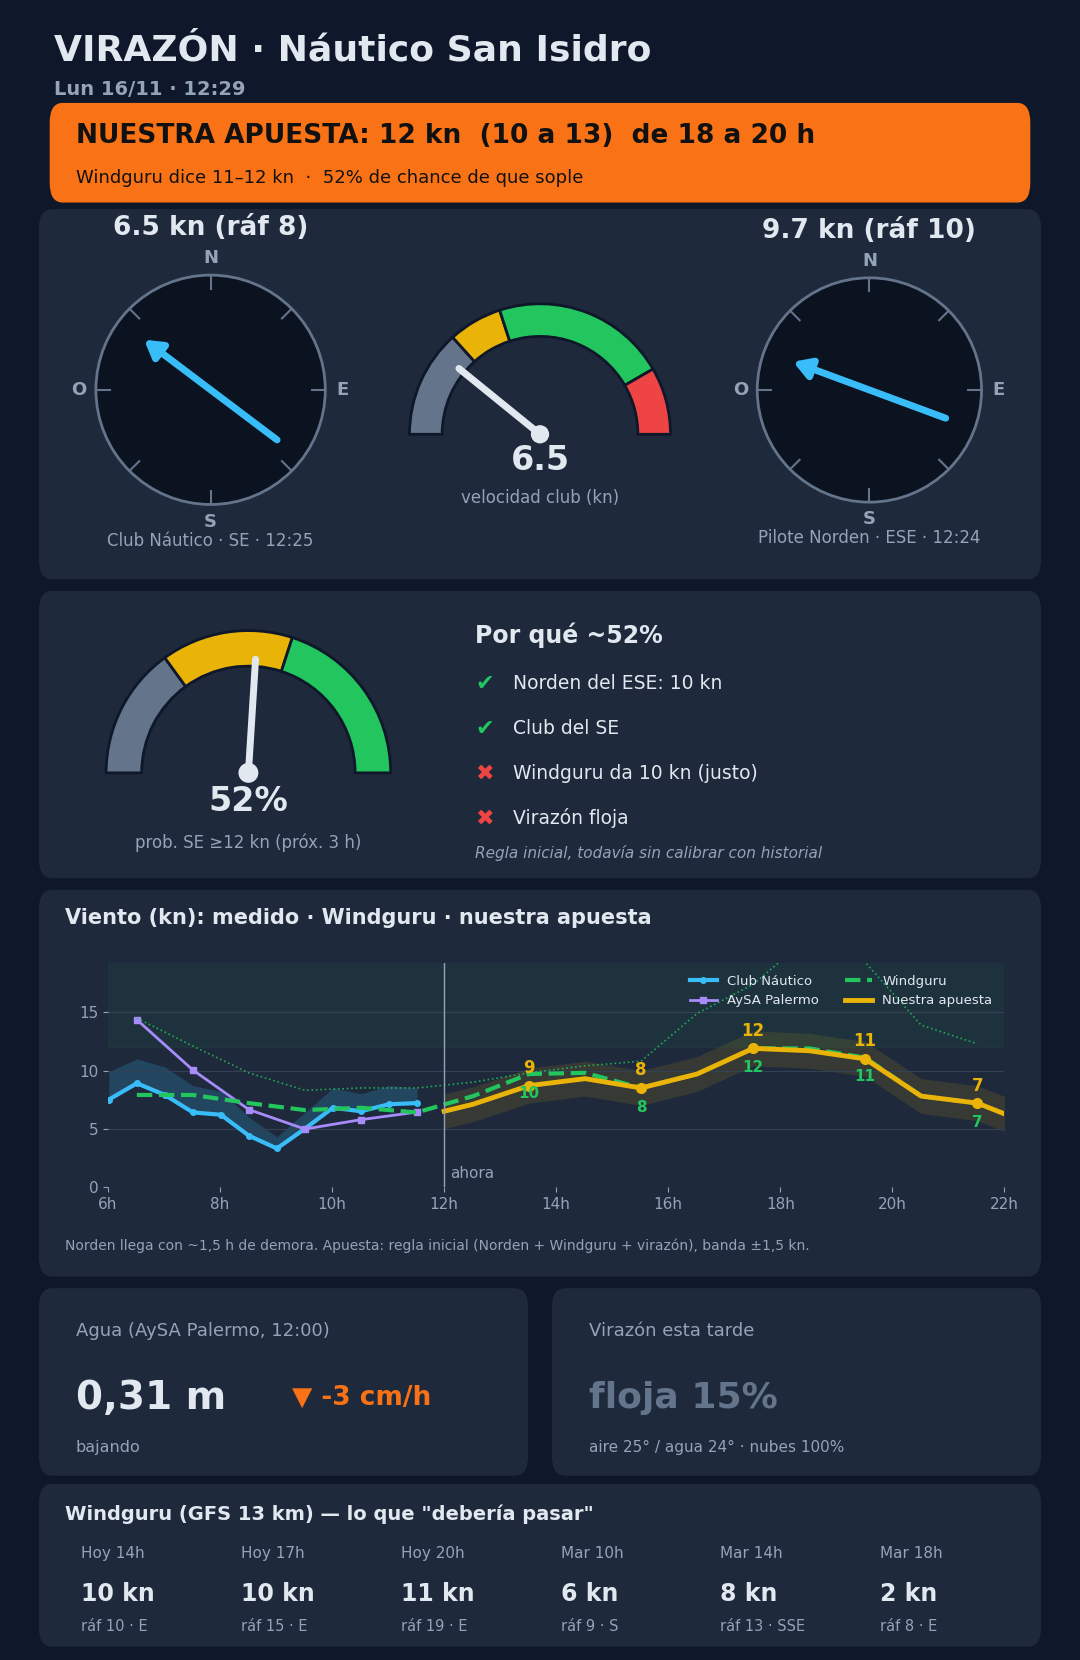 VIRAZÓN · Náutico San Isidro
Lun 16/11 · 12:29
NUESTRA APUESTA: 12 kn (10 a 13) de 18 a 20 h
Windguru dice 11–12 kn · 52% de chance de que sople
6.5 kn (ráf 8)
N
O
E
S
Club Náutico · SE · 12:25
6.5
velocidad club (kn)
9.7 kn (ráf 10)
N
O
E
S
Pilote Norden · ESE · 12:24
52%
prob. SE ≥12 kn (próx. 3 h)
Por qué ~52%
✔ Norden del ESE: 10 kn
✔ Club del SE
✖ Windguru da 10 kn (justo)
✖ Virazón floja
Regla inicial, todavía sin calibrar con historial
Viento (kn): medido · Windguru · nuestra apuesta
Club Náutico
AySA Palermo
Windguru
Nuestra apuesta
15
10
5
0
9
8
12
11
7
10
8
12
11
7
ahora
6h 8h 10h 12h 14h 16h 18h 20h 22h
Norden llega con ~1,5 h de demora. Apuesta: regla inicial (Norden + Windguru + virazón), banda ±1,5 kn.
Agua (AySA Palermo, 12:00)
0,31 m ▼ -3 cm/h
bajando
Virazón esta tarde
floja 15%
aire 25° / agua 24° · nubes 100%
Windguru (GFS 13 km) — lo que "debería pasar"
Hoy 14h Hoy 17h Hoy 20h Mar 10h Mar 14h Mar 18h
10 kn 10 kn 11 kn 6 kn 8 kn 2 kn
ráf 10 · E ráf 15 · E ráf 19 · E ráf 9 · S ráf 13 · SSE ráf 8 · E